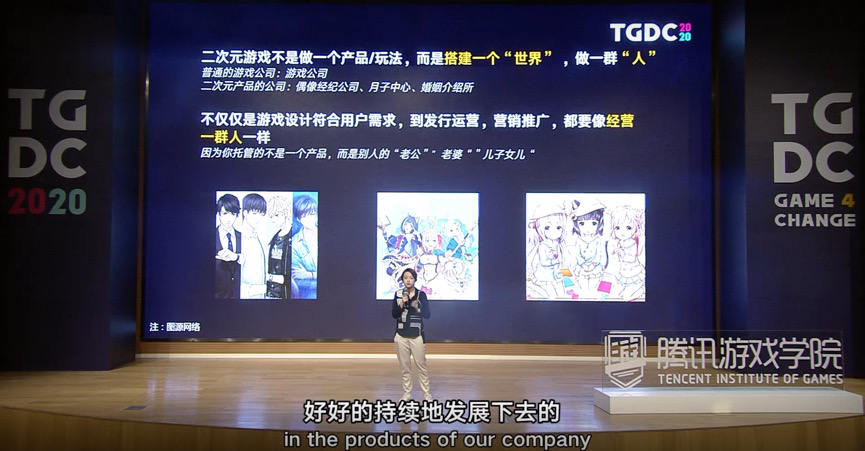 TGDC 2020
二次元游戏不是做一个产品/玩法，而是搭建一个“世界”，做一群“人”
普通的游戏公司：游戏公司
二次元产品的公司：偶像经纪公司、月子中心、婚姻介绍所
不仅仅是游戏设计符合用户需求，到发行运营，营销推广，都要像经营
一群人一样
因为你托管的不是一个产品，而是别人的“老公”“老婆“”儿子女儿“
注：图源网络
TG
DC
2020
TG
DC
GAME 4
CHANGE
腾讯游戏学院
TENCENT INSTITUTE OF GAMES
好好的持续地发展下去的
in the products of our company